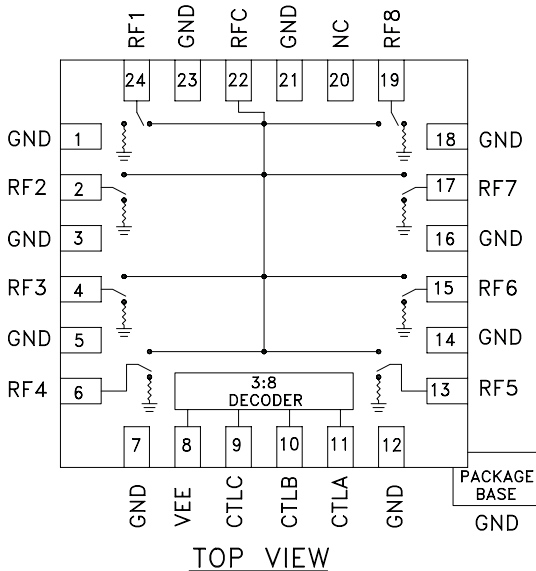 RF1
GND
RFC
GND
NC
RF8
24
23
22
21
20
19
GND
1
18
GND
RF2
2
17
RF7
GND
3
16
GND
RF3
4
15
RF6
GND
5
14
GND
RF4
6
13
RF5
3:8
DECODER
7
8
9
10
11
12
GND
VEE
CTLC
CTLB
CTLA
GND
PACKAGE
BASE
GND
TOP VIEW